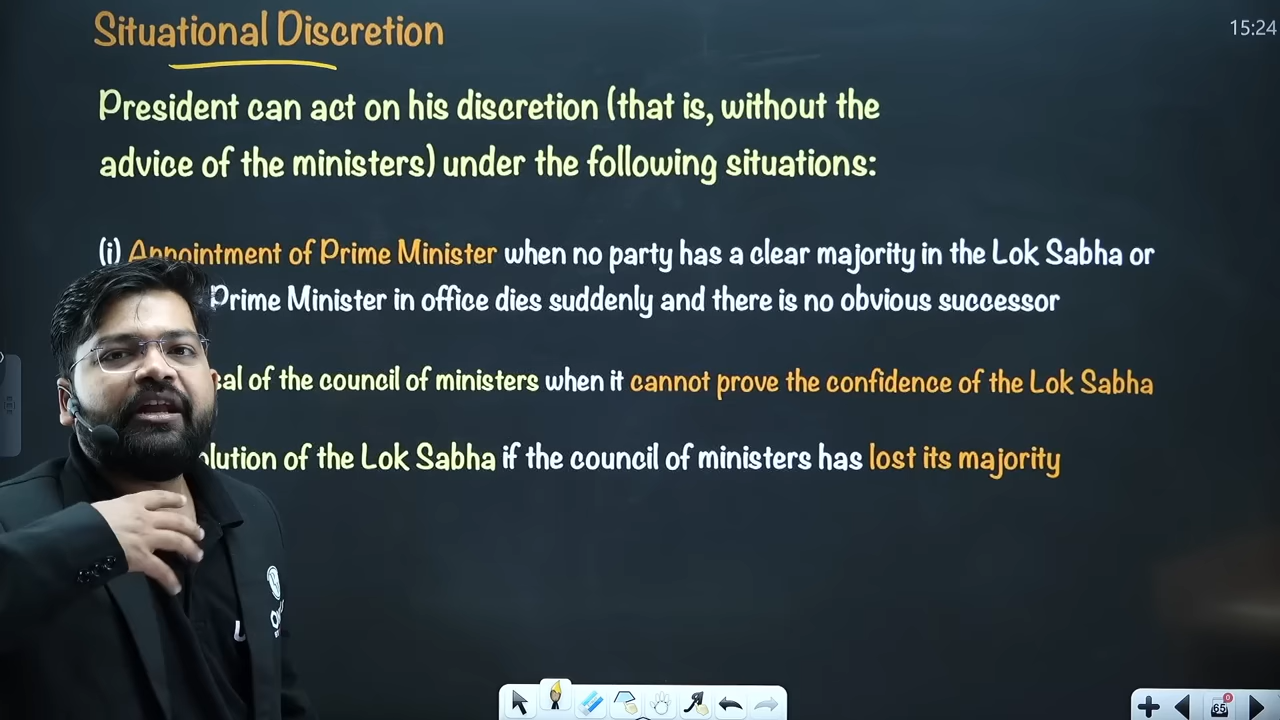 Situational Discretion
15:24
President can act on his discretion (that is, without the
advice of the ministers) under the following situations:
(i) Appointment of Prime Minister when no party has a clear majority in the Lok Sabha or
Prime Minister in office dies suddenly and there is no obvious successor
sal of the council of ministers when it cannot prove the confidence of the Lok Sabha
olution of the Lok Sabha if the council of ministers has lost its majority
65